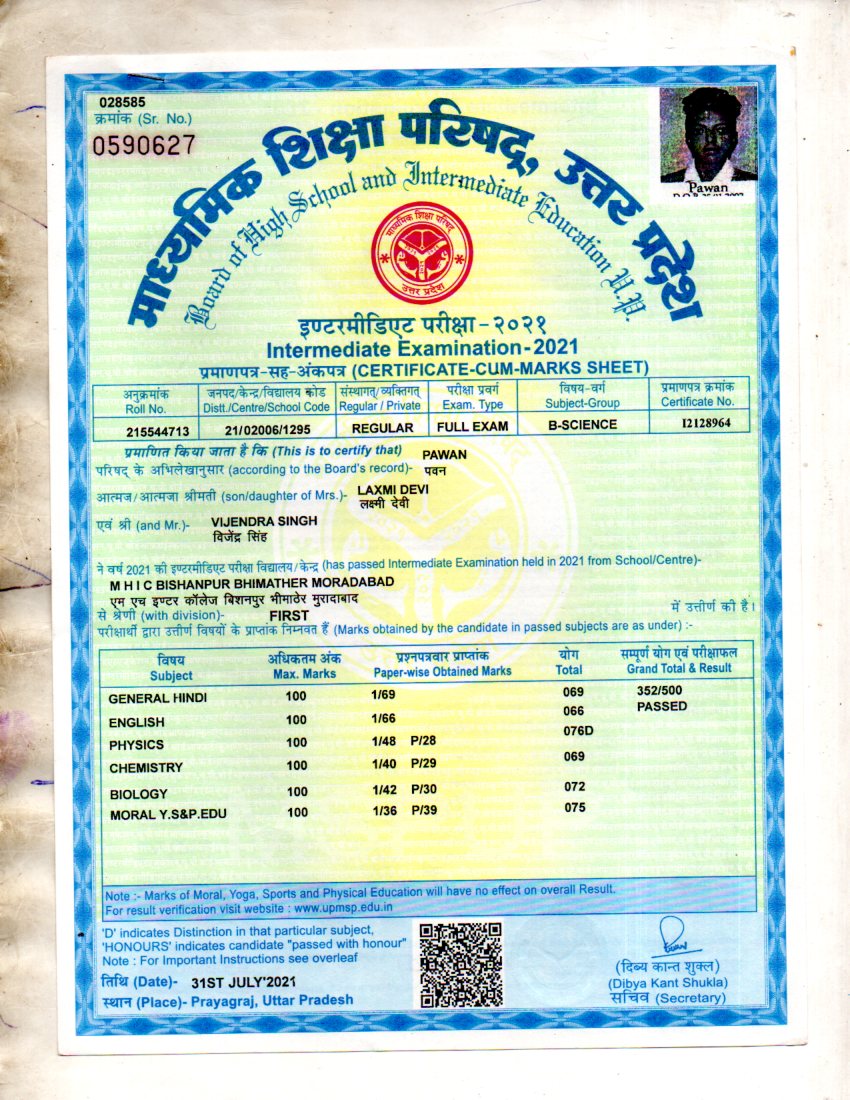 028585
क्रमांक (Sr. No.)
0590627
माध्यमिक शिक्षा परिषद्, उत्तर प्रदेश
Board of High School and Intermediate Education U.P.
Pawan
माध्यमिक शिक्षा परिषद
उत्तर प्रदेश
इण्टरमीडिएट परीक्षा-२०२१
Intermediate Examination-2021
प्रमाणपत्र-सह-अंकपत्र (CERTIFICATE-CUM-MARKS SHEET)
अनुक्रमांक जनपद/केन्द्र/विद्यालय कोड संस्थागत/व्यक्तिगत परीक्षा प्रवर्ग विषय-वर्ग प्रमाणपत्र क्रमांक
Roll No. Distt./Centre/School Code Regular / Private Exam. Type Subject-Group Certificate No.
215544713 21/02006/1295 REGULAR FULL EXAM B-SCIENCE I2128964
प्रमाणित किया जाता है कि (This is to certify that) PAWAN
परिषद के अभिलेखानुसार (according to the Board's record)- पवन
आत्मज/आत्मजा श्रीमती (son/daughter of Mrs.)- LAXMI DEVI
लक्ष्मी देवी
एवं श्री (and Mr.)- VIJENDRA SINGH
विजेंद्र सिंह
ने वर्ष 2021 की इण्टरमीडिएट परीक्षा विद्यालय/केन्द्र (has passed Intermediate Examination held in 2021 from School/Centre)-
M H I C BISHANPUR BHIMATHER MORADABAD
एम एच इण्टर कॉलेज बिशनपुर भीमाठेर मुरादाबाद
से श्रेणी (with division)- FIRST में उत्तीर्ण की है।
परीक्षार्थी द्वारा उत्तीर्ण विषयों के प्राप्तांक निम्नवत हैं (Marks obtained by the candidate in passed subjects are as under) :-
विषय अधिकतम अंक प्रश्नपत्रवार प्राप्तांक योग सम्पूर्ण योग एवं परीक्षाफल
Subject Max. Marks Paper-wise Obtained Marks Total Grand Total & Result
GENERAL HINDI 100 1/69 069 352/500
ENGLISH 100 1/66 066 PASSED
PHYSICS 100 1/48 P/28 076D
CHEMISTRY 100 1/40 P/29 069
BIOLOGY 100 1/42 P/30 072
MORAL Y.S&P.EDU 100 1/36 P/39 075
Note :- Marks of Moral, Yoga, Sports and Physical Education will have no effect on overall Result.
For result verification visit website : www.upmsp.edu.in
'D' indicates Distinction in that particular subject,
'HONOURS' indicates candidate "passed with honour"
Note : For Important Instructions see overleaf
तिथि (Date)- 31ST JULY'2021
स्थान (Place)- Prayagraj, Uttar Pradesh
(दिव्य कान्त शुक्ल)
(Dibya Kant Shukla)
सचिव (Secretary)